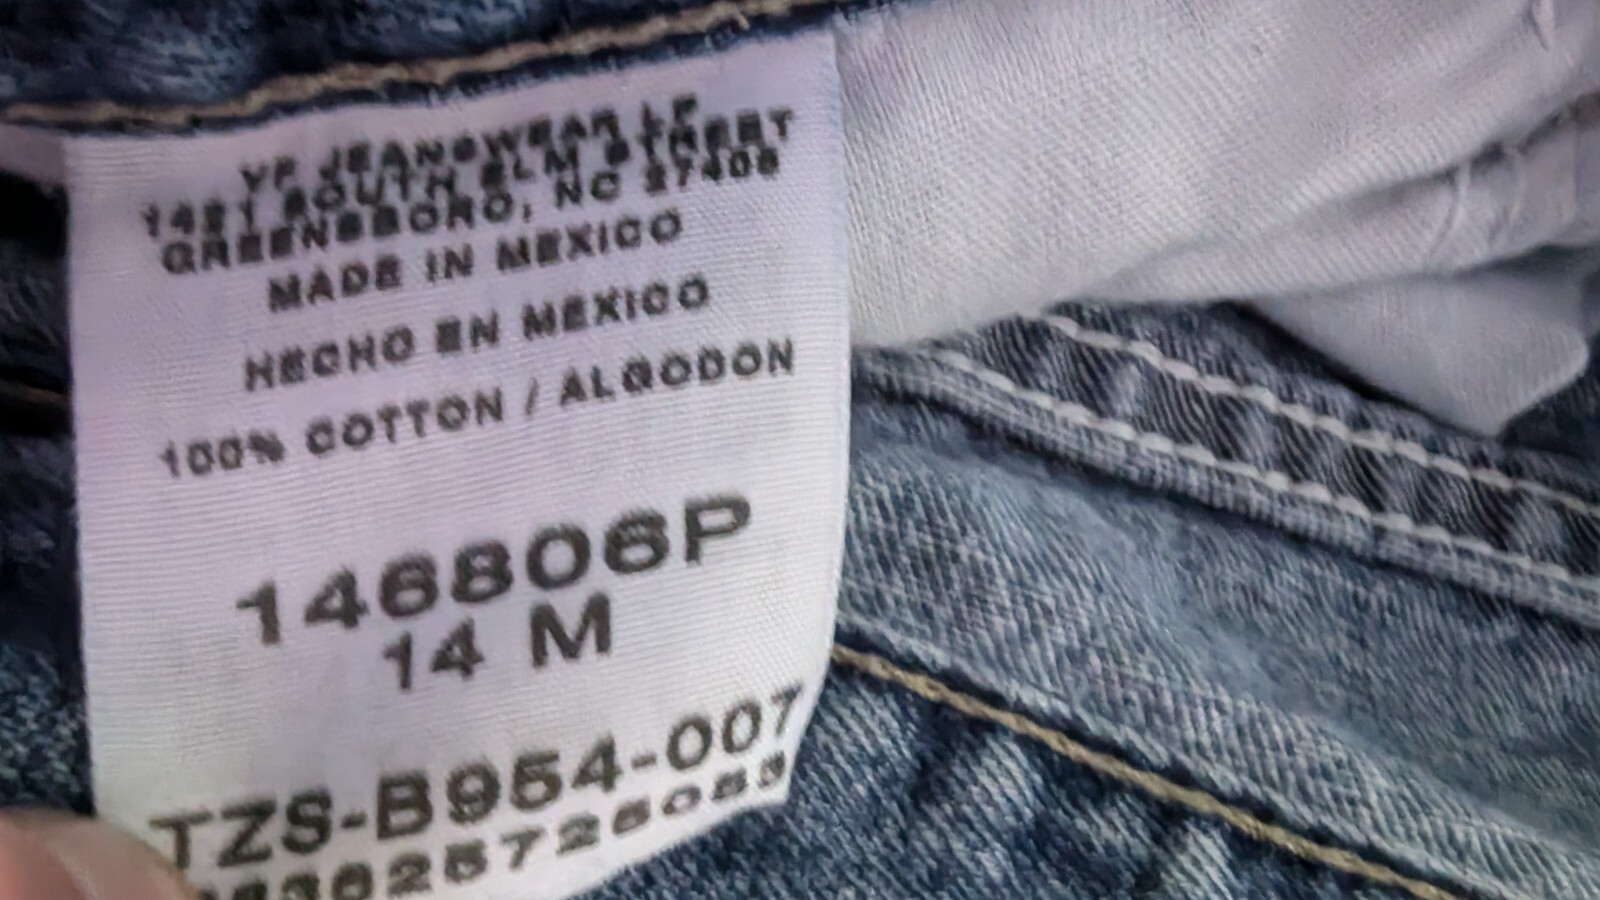 VF JEANSWEAR LP
1421 SOUTH ELM STREET
GREENSBORO, NC 27406
MADE IN MEXICO
HECHO EN MEXICO
100% COTTON / ALGODON
146806P
14 M
TZS-B954-007